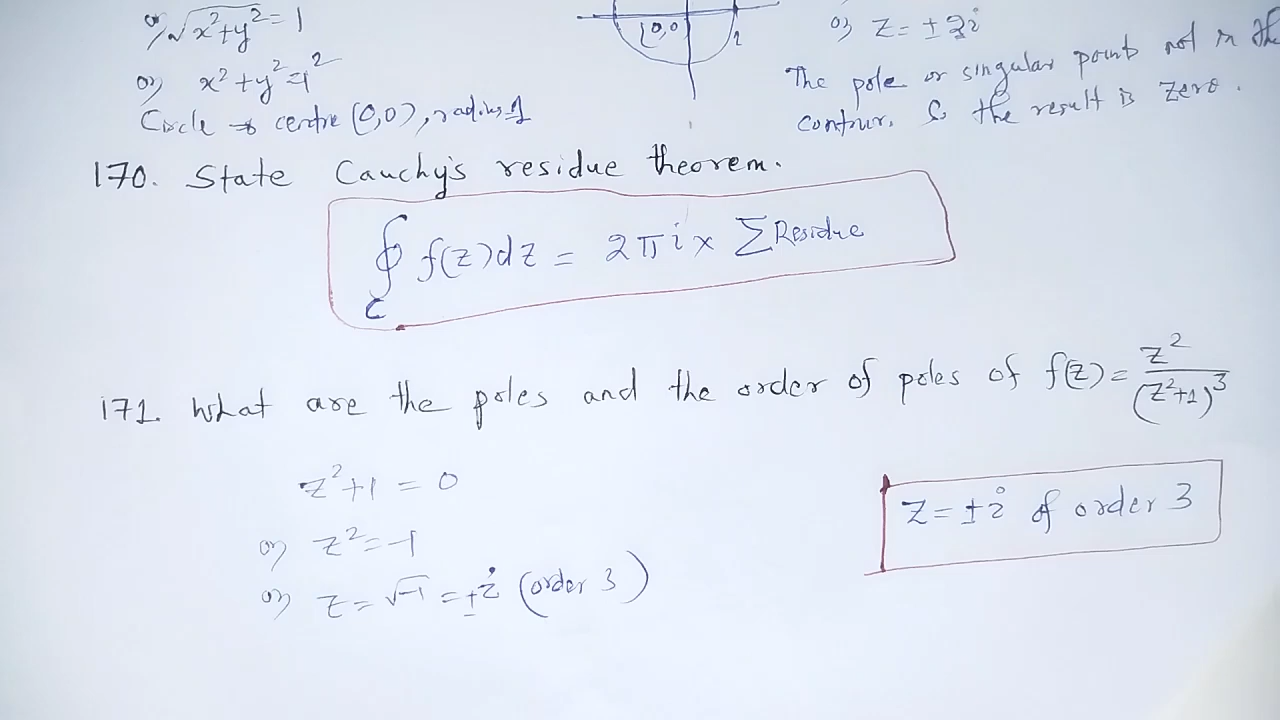 or √x²+y² = 1
or x²+y²=1²
Circle → centre (0,0), radius 1
(0,0)
1
or z = ±2i
The pole or singular point not in the
contour. So the result is zero.
170. State Cauchy's residue theorem.
∮_C f(z)dz = 2πi × ΣResidue
171. What are the poles and the order of poles of f(z) = z²/(z²+1)³
z²+1 = 0
or z² = -1
or z = √-1 = ±i (order 3)
z = ±i of order 3